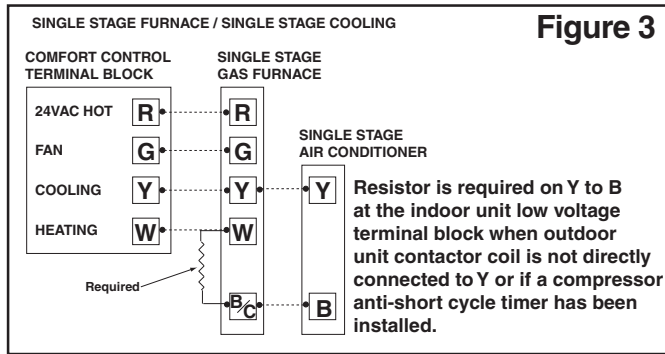 SINGLE STAGE FURNACE / SINGLE STAGE COOLING
Figure 3
COMFORT CONTROL
TERMINAL BLOCK
SINGLE STAGE
GAS FURNACE
24VAC HOT R R
SINGLE STAGE
AIR CONDITIONER
FAN G G
COOLING Y Y Y
HEATING W W
Required
B/C B
Resistor is required on Y to B
at the indoor unit low voltage
terminal block when outdoor
unit contactor coil is not directly
connected to Y or if a compressor
anti-short cycle timer has been
installed.